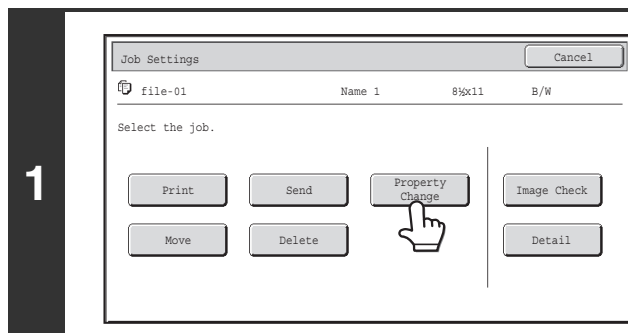 1
Job Settings
Cancel
file-01 Name 1 8½x11 B/W
Select the job.
Print Send Property Change Image Check
Move Delete Detail